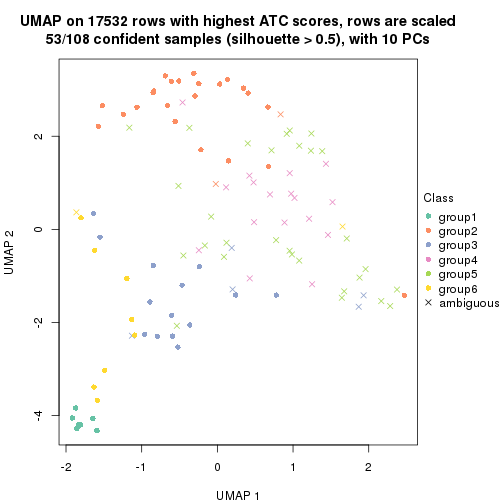 UMAP on 17532 rows with highest ATC scores, rows are scaled
53/108 confident samples (silhouette > 0.5), with 10 PCs
UMAP 2
2
0
-2
-4
-2
-1
0
1
2
UMAP 1
Class
group1
group2
group3
group4
group5
group6
ambiguous